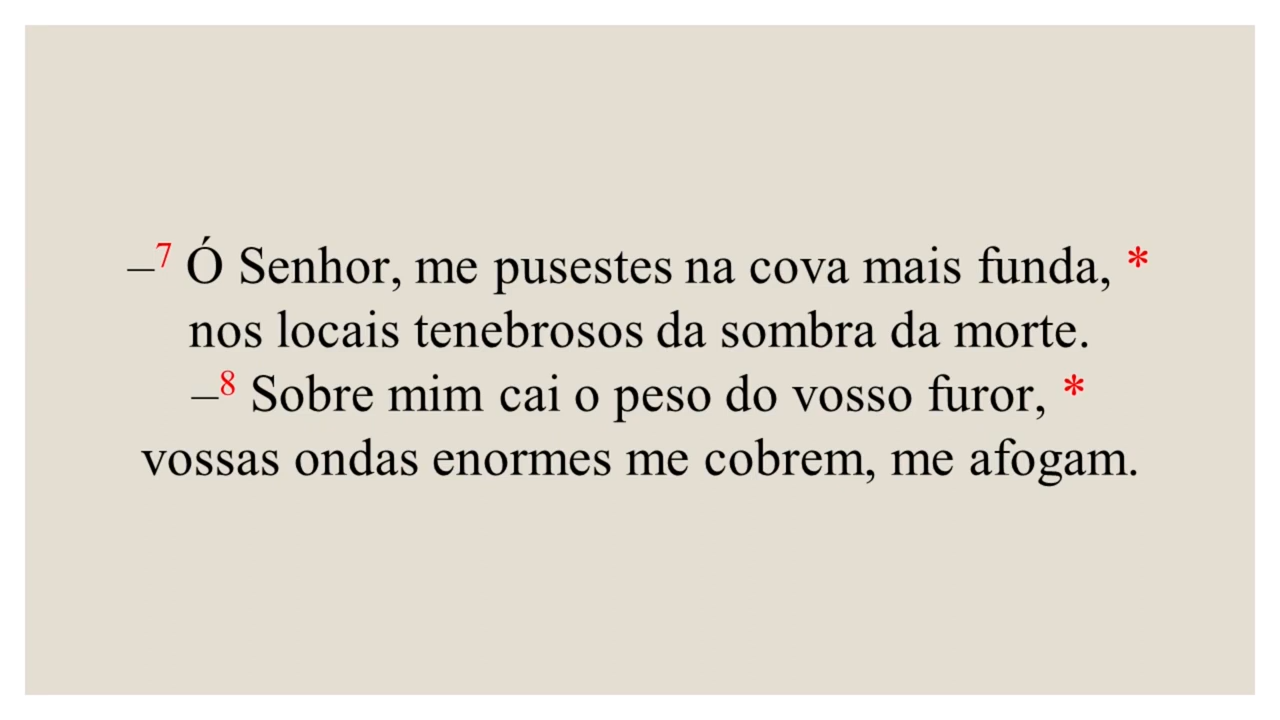 –⁷ Ó Senhor, me pusestes na cova mais funda, *
nos locais tenebrosos da sombra da morte.
–⁸ Sobre mim cai o peso do vosso furor, *
vossas ondas enormes me cobrem, me afogam.